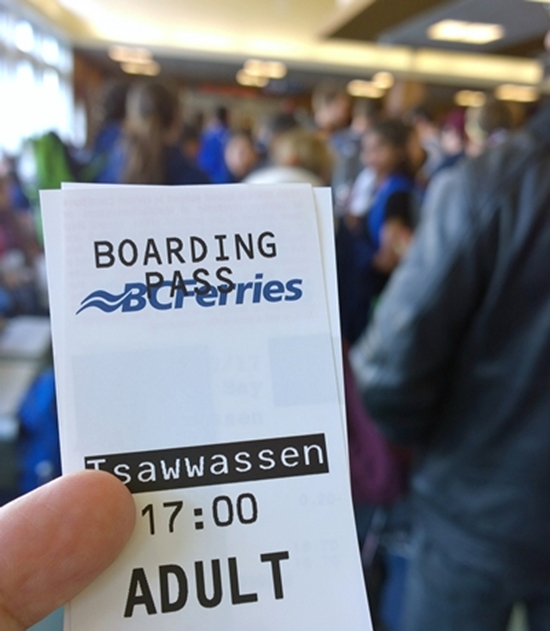 BOARDING
PASS
BCFerries
Tsawwassen
17:00
ADULT